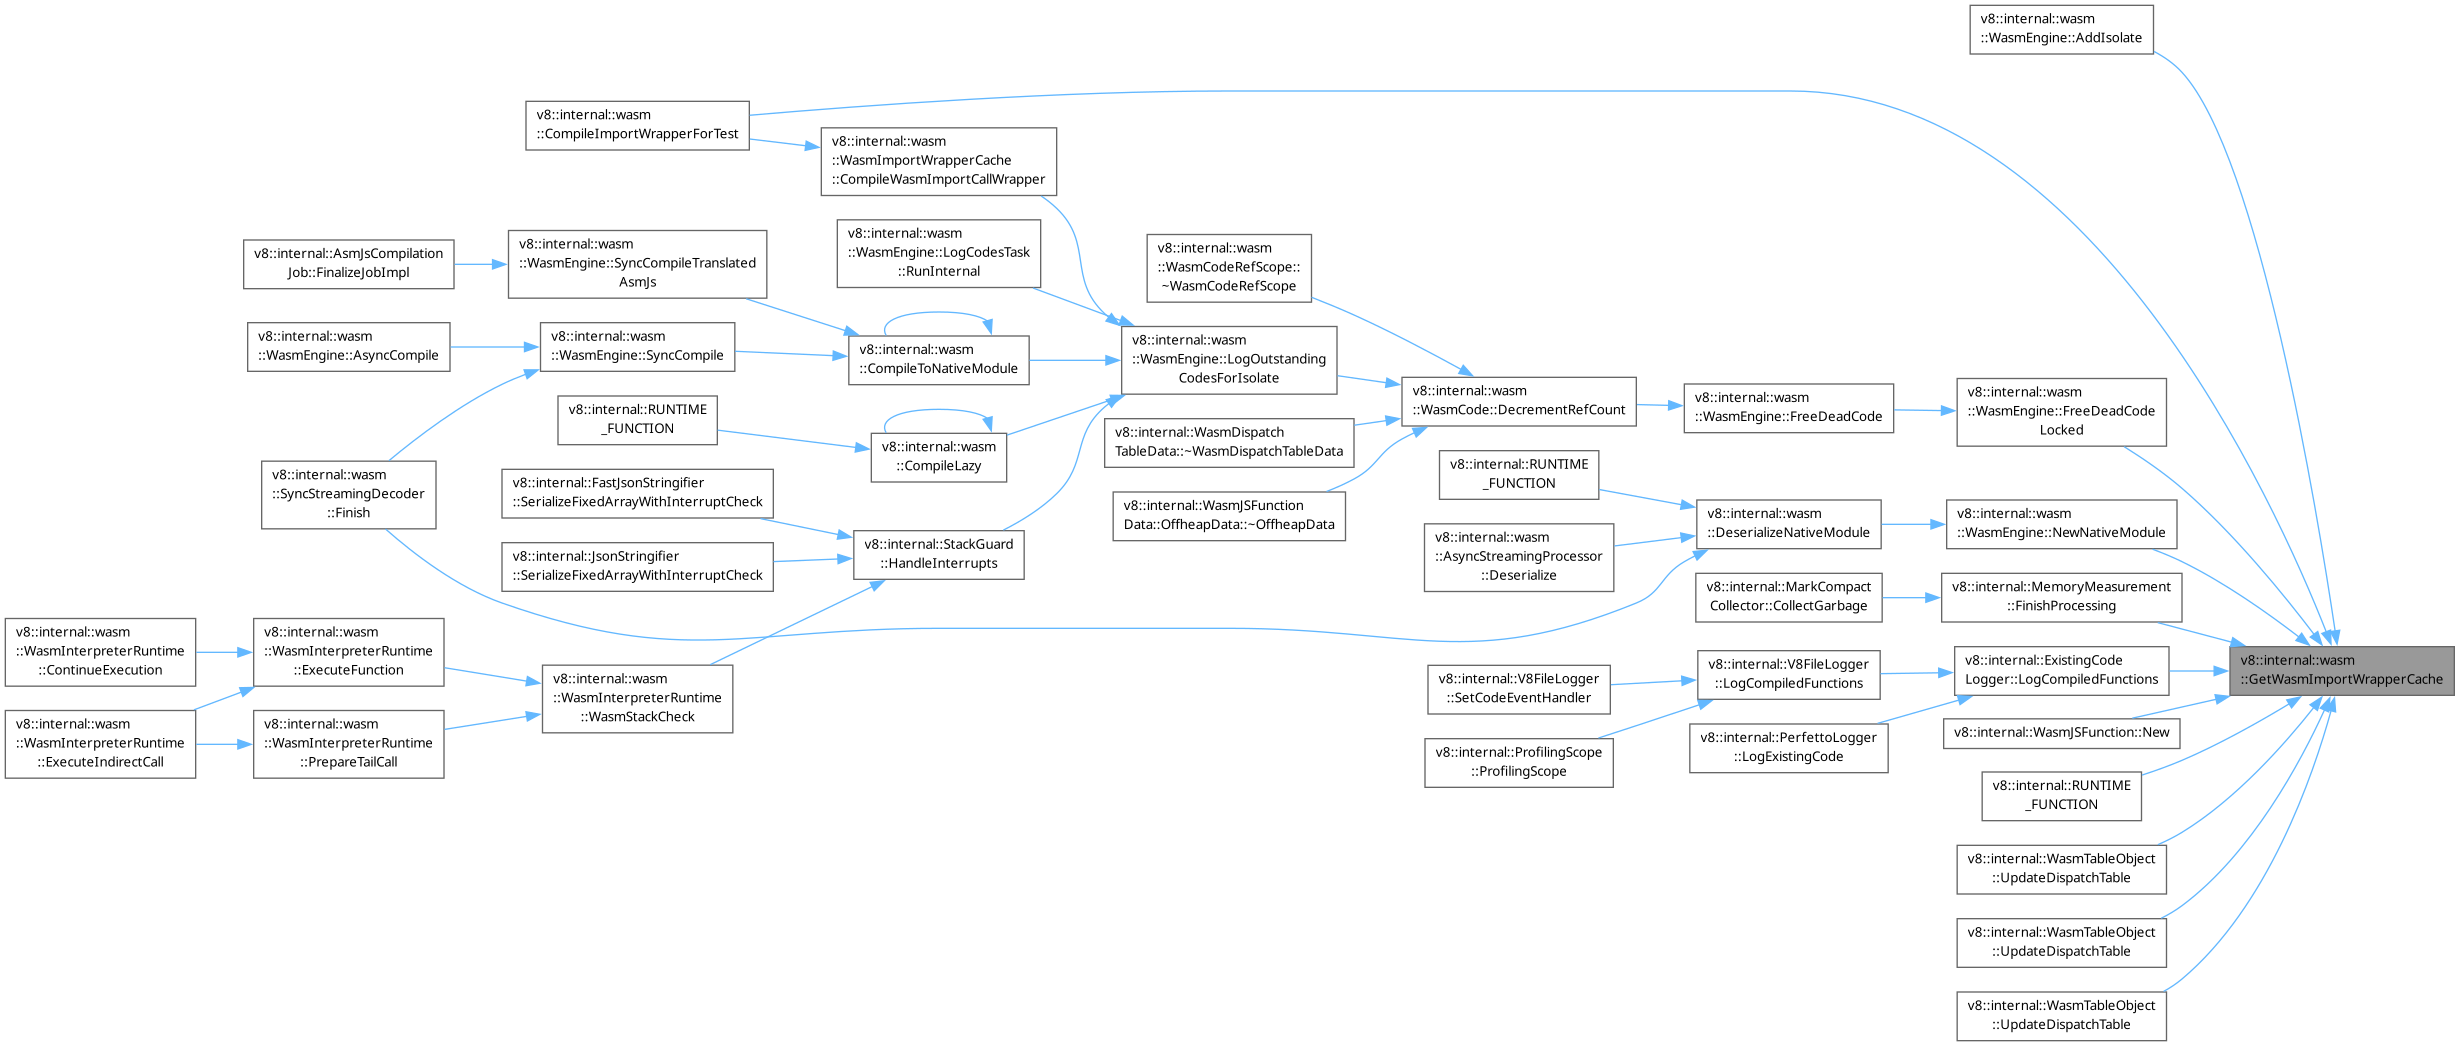 v8::internal::wasm
::WasmEngine::AddIsolate
v8::internal::wasm
::CompileImportWrapperForTest
v8::internal::wasm
::WasmImportWrapperCache
::CompileWasmImportCallWrapper
v8::internal::wasm
::WasmEngine::LogCodesTask
::RunInternal
v8::internal::wasm
::WasmCodeRefScope::
~WasmCodeRefScope
v8::internal::AsmJsCompilation
Job::FinalizeJobImpl
v8::internal::wasm
::WasmEngine::SyncCompileTranslated
AsmJs
v8::internal::wasm
::WasmEngine::AsyncCompile
v8::internal::wasm
::WasmEngine::SyncCompile
v8::internal::wasm
::CompileToNativeModule
v8::internal::wasm
::WasmEngine::LogOutstanding
CodesForIsolate
v8::internal::wasm
::WasmCode::DecrementRefCount
v8::internal::wasm
::WasmEngine::FreeDeadCode
v8::internal::wasm
::WasmEngine::FreeDeadCode
Locked
v8::internal::RUNTIME
_FUNCTION
v8::internal::wasm
::CompileLazy
v8::internal::WasmDispatch
TableData::~WasmDispatchTableData
v8::internal::RUNTIME
_FUNCTION
v8::internal::wasm
::SyncStreamingDecoder
::Finish
v8::internal::FastJsonStringifier
::SerializeFixedArrayWithInterruptCheck
v8::internal::WasmJSFunction
Data::OffheapData::~OffheapData
v8::internal::wasm
::DeserializeNativeModule
v8::internal::wasm
::WasmEngine::NewNativeModule
v8::internal::JsonStringifier
::SerializeFixedArrayWithInterruptCheck
v8::internal::StackGuard
::HandleInterrupts
v8::internal::wasm
::AsyncStreamingProcessor
::Deserialize
v8::internal::MarkCompact
Collector::CollectGarbage
v8::internal::MemoryMeasurement
::FinishProcessing
v8::internal::wasm
::WasmInterpreterRuntime
::ContinueExecution
v8::internal::wasm
::WasmInterpreterRuntime
::ExecuteFunction
v8::internal::wasm
::WasmInterpreterRuntime
::WasmStackCheck
v8::internal::V8FileLogger
::SetCodeEventHandler
v8::internal::V8FileLogger
::LogCompiledFunctions
v8::internal::ExistingCode
Logger::LogCompiledFunctions
v8::internal::wasm
::GetWasmImportWrapperCache
v8::internal::wasm
::WasmInterpreterRuntime
::ExecuteIndirectCall
v8::internal::wasm
::WasmInterpreterRuntime
::PrepareTailCall
v8::internal::ProfilingScope
::ProfilingScope
v8::internal::PerfettoLogger
::LogExistingCode
v8::internal::WasmJSFunction::New
v8::internal::RUNTIME
_FUNCTION
v8::internal::WasmTableObject
::UpdateDispatchTable
v8::internal::WasmTableObject
::UpdateDispatchTable
v8::internal::WasmTableObject
::UpdateDispatchTable